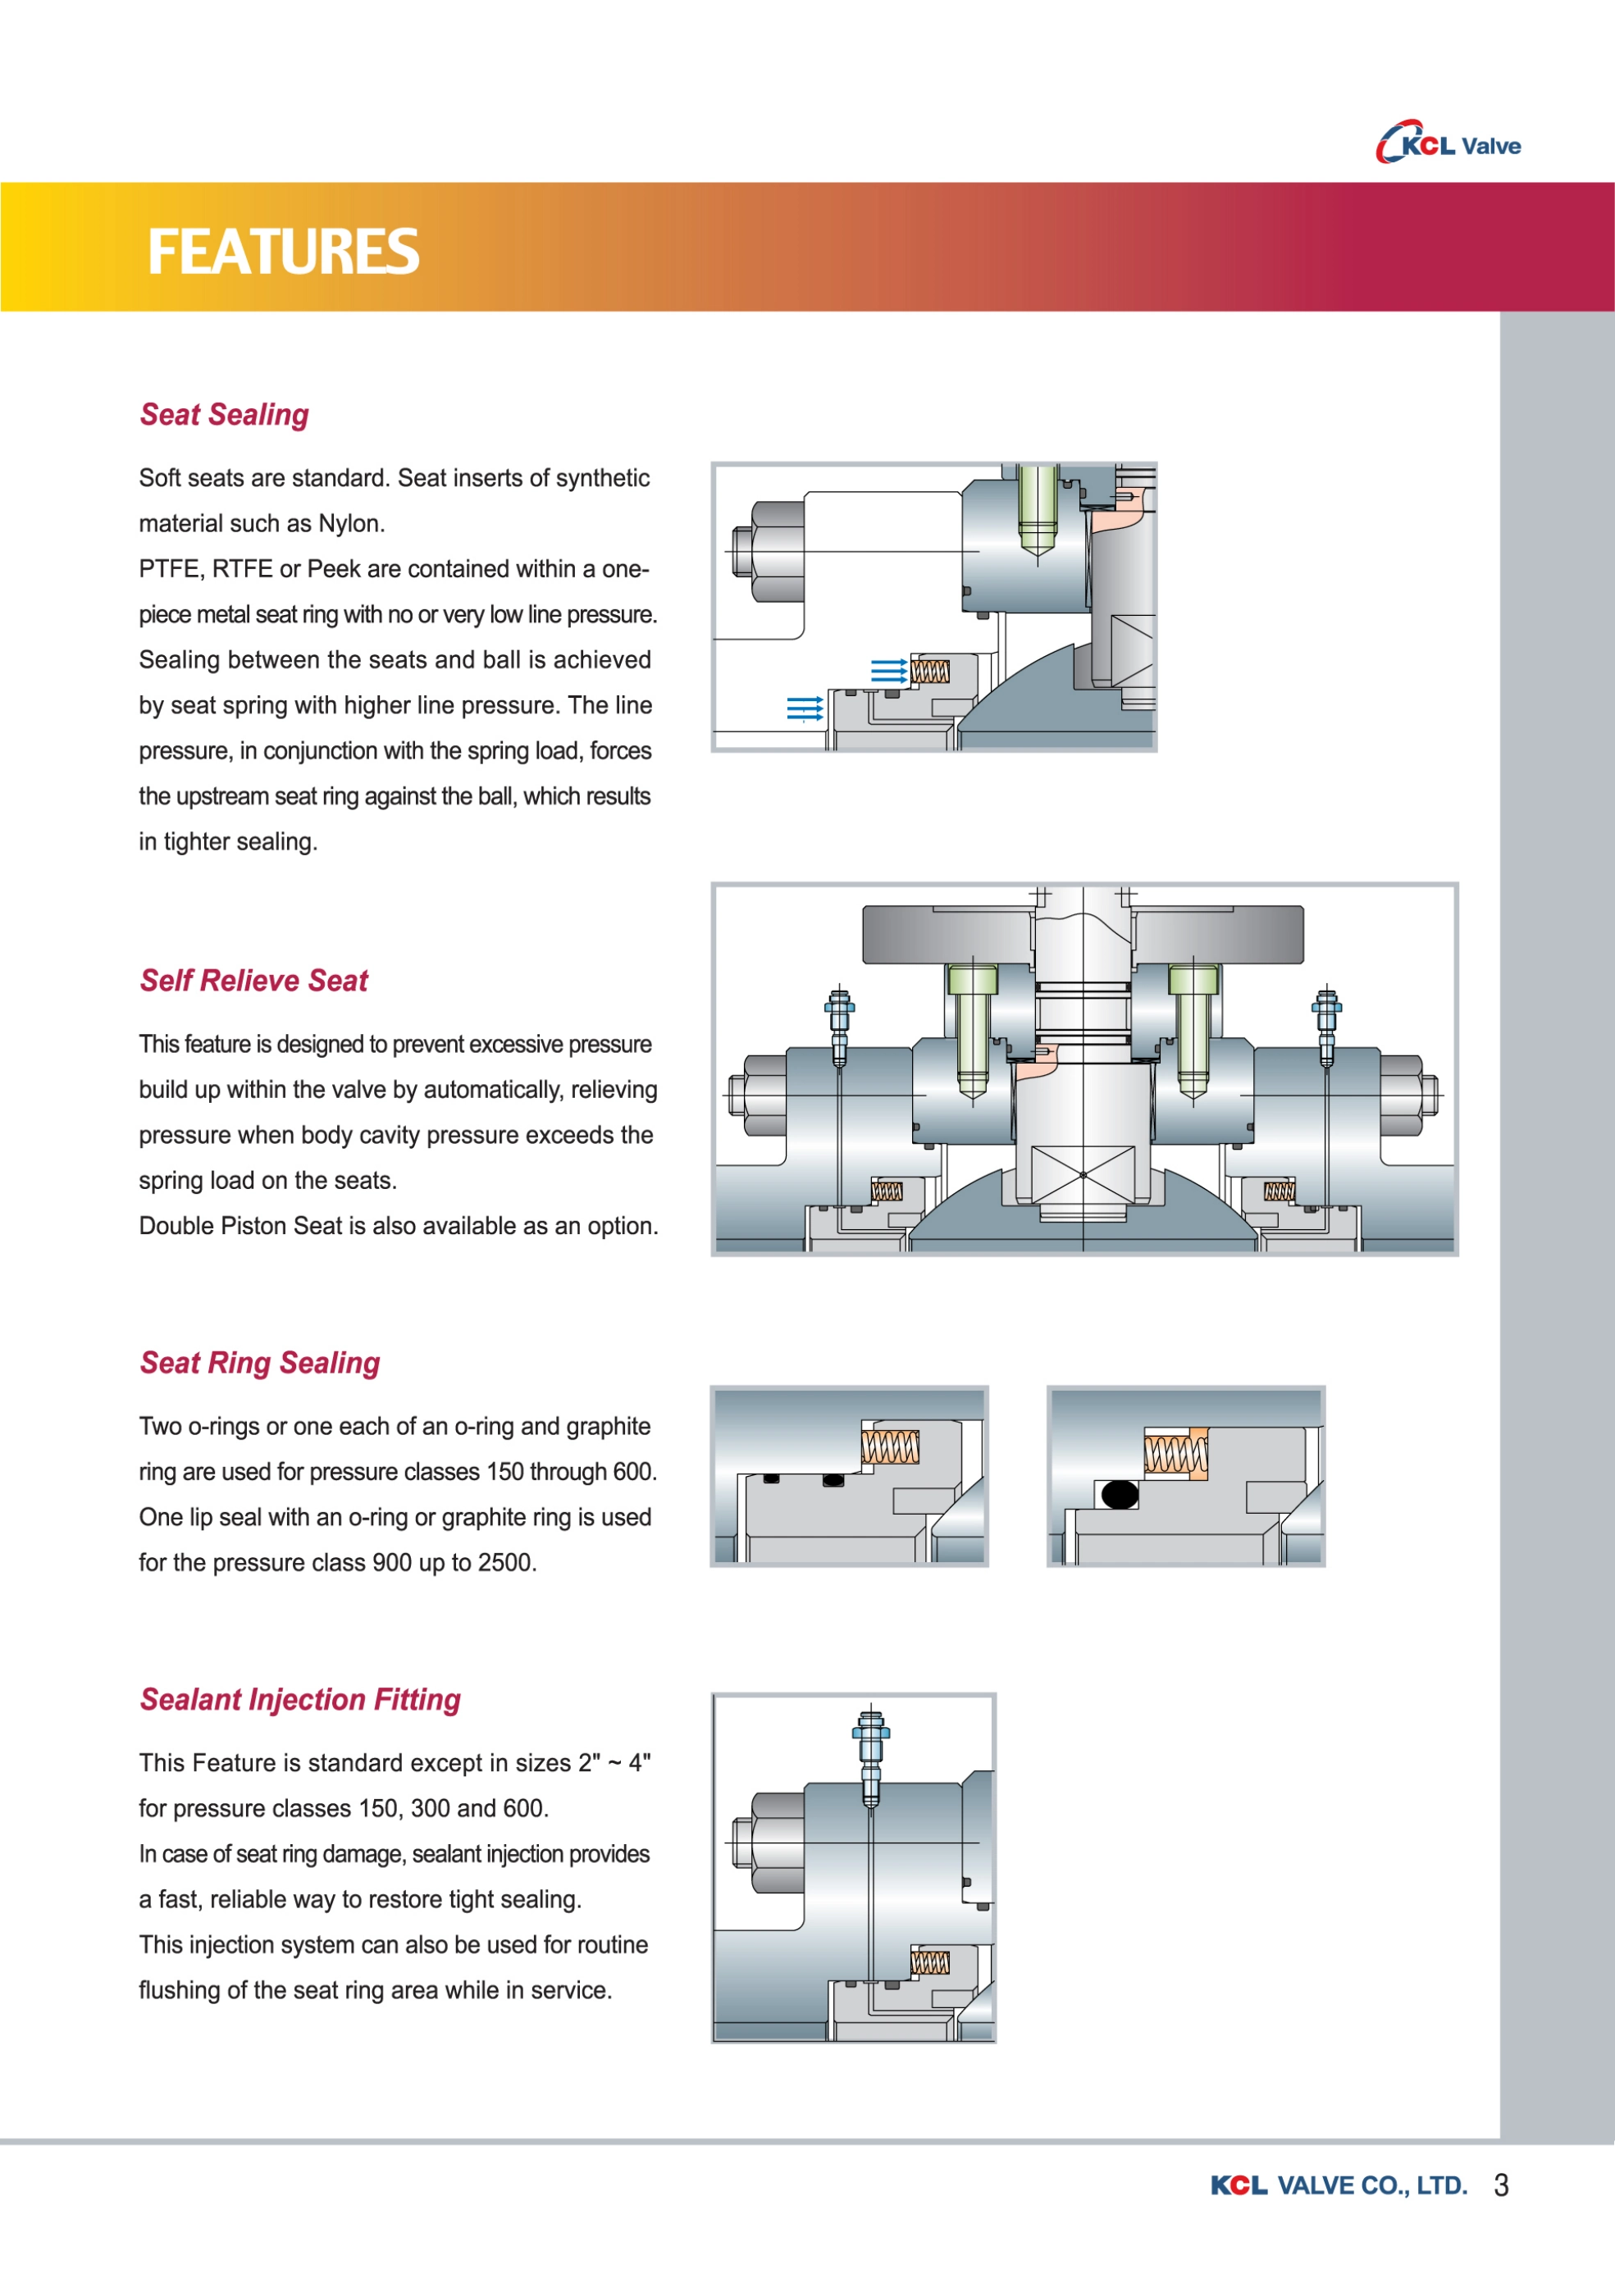 KCL Valve
FEATURES
Seat Sealing
Soft seats are standard. Seat inserts of synthetic
material such as Nylon.
PTFE, RTFE or Peek are contained within a one-
piece metal seat ring with no or very low line pressure.
Sealing between the seats and ball is achieved
by seat spring with higher line pressure. The line
pressure, in conjunction with the spring load, forces
the upstream seat ring against the ball, which results
in tighter sealing.
Self Relieve Seat
This feature is designed to prevent excessive pressure
build up within the valve by automatically, relieving
pressure when body cavity pressure exceeds the
spring load on the seats.
Double Piston Seat is also available as an option.
Seat Ring Sealing
Two o-rings or one each of an o-ring and graphite
ring are used for pressure classes 150 through 600.
One lip seal with an o-ring or graphite ring is used
for the pressure class 900 up to 2500.
Sealant Injection Fitting
This Feature is standard except in sizes 2" ~ 4"
for pressure classes 150, 300 and 600.
In case of seat ring damage, sealant injection provides
a fast, reliable way to restore tight sealing.
This injection system can also be used for routine
flushing of the seat ring area while in service.
KCL VALVE CO., LTD. 3